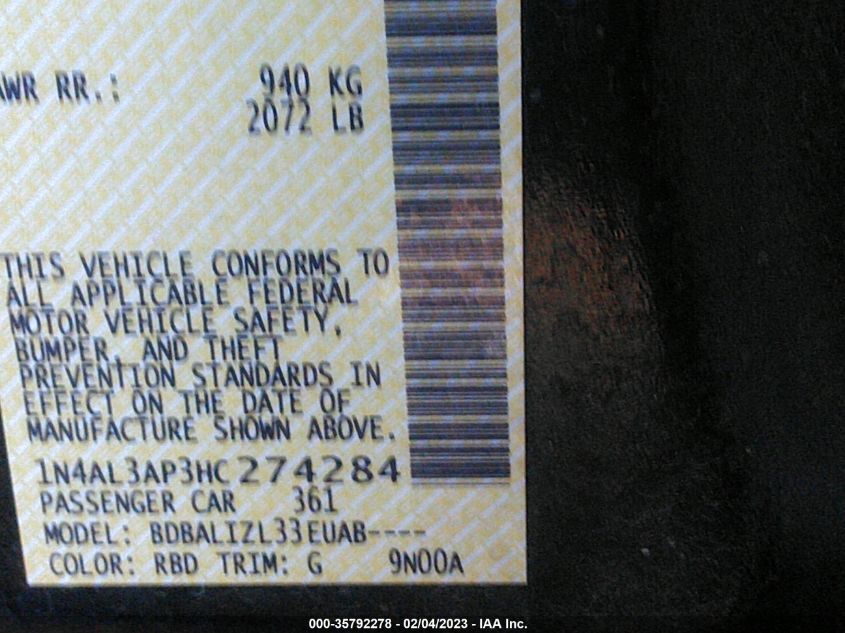 WR RR.: 940 KG
2072 LB
THIS VEHICLE CONFORMS TO
ALL APPLICABLE FEDERAL
MOTOR VEHICLE SAFETY,
BUMPER, AND THEFT
PREVENTION STANDARDS IN
EFFECT ON THE DATE OF
MANUFACTURE SHOWN ABOVE.
1N4AL3AP3HC274284
PASSENGER CAR 361
MODEL: BDBALIZL33EUAB----
COLOR: RBD TRIM: G 9N00A
000-35792278 - 02/04/2023 - IAA Inc.